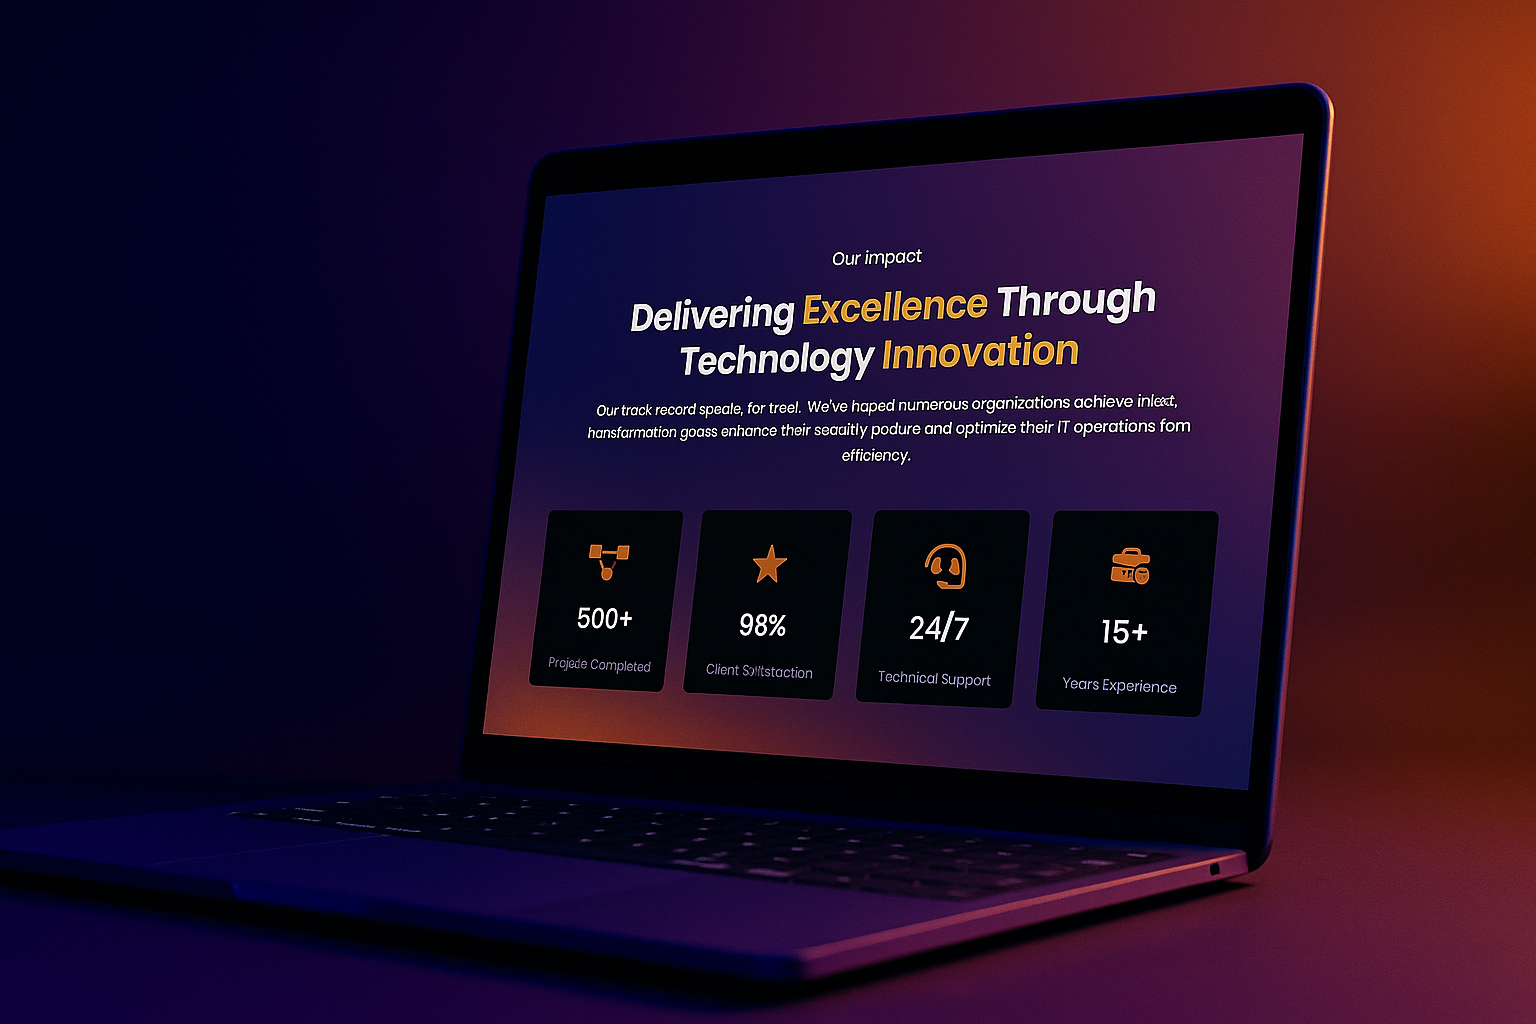 Our impact
Delivering Excellence Through
Technology Innovation
Our track record speale, for treel. We've haped numerous organizations achieve
hansfarmation goass enhance their seaaitly podure and optimize their IT operations fom
efficiency.
500+
Completed
98%
Client
24/7
Technical Support
15+
Years Experience